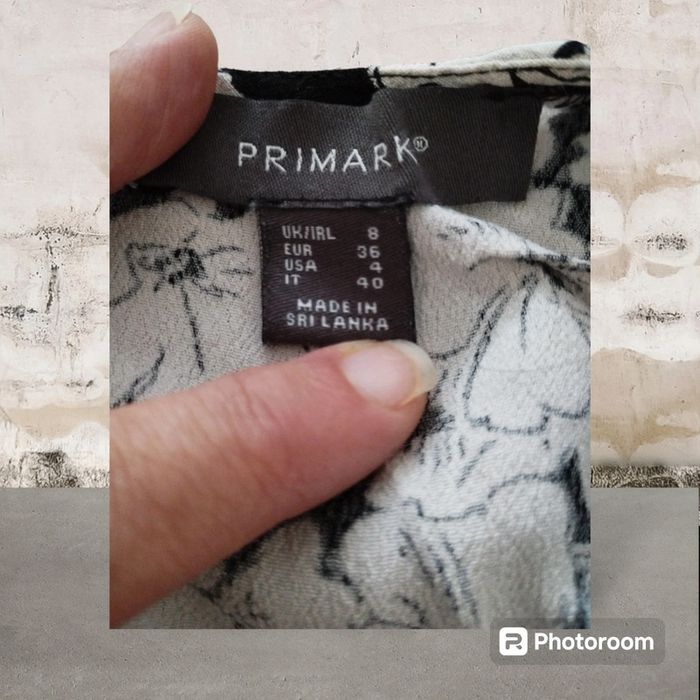 PRIMARK®
UK/IRL 8
EUR 36
USA 4
IT 40
MADE IN
SRI LANKA
Photoroom